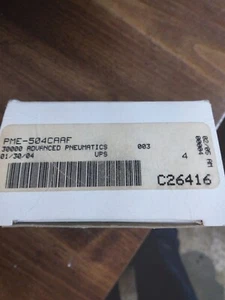 PME-504CAAF
30000 ADVANCED PNEUMATICS 003
01/30/04 UPS 4
C26416